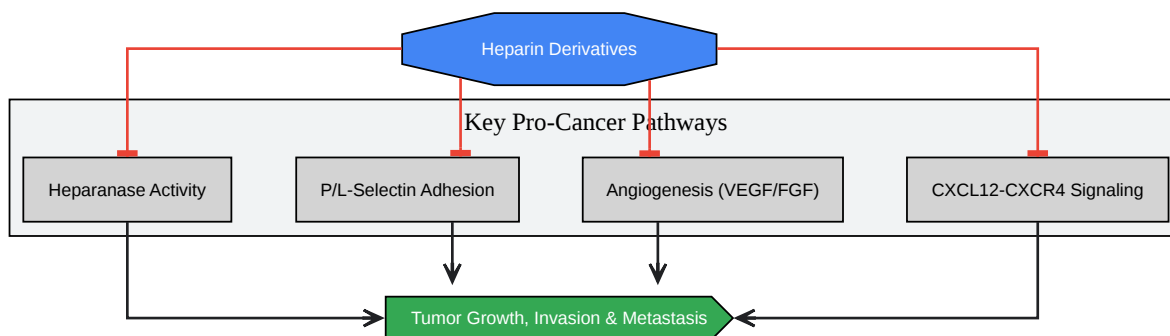 Heparin Derivatives
Key Pro-Cancer Pathways
Heparanase Activity
P/L-Selectin Adhesion
Angiogenesis (VEGF/FGF)
CXCL12-CXCR4 Signaling
Tumor Growth, Invasion & Metastasis